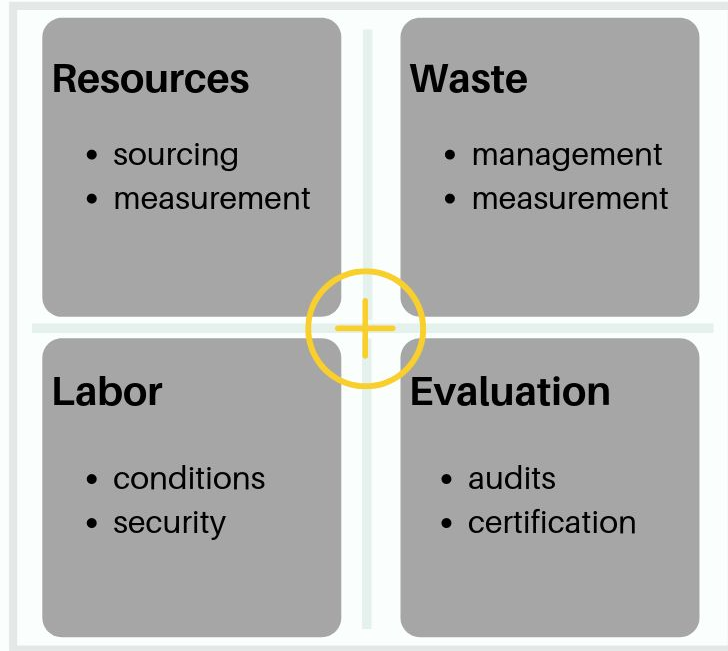 Resources
• sourcing
• measurement
Waste
• management
• measurement
Labor
• conditions
• security
Evaluation
• audits
• certification